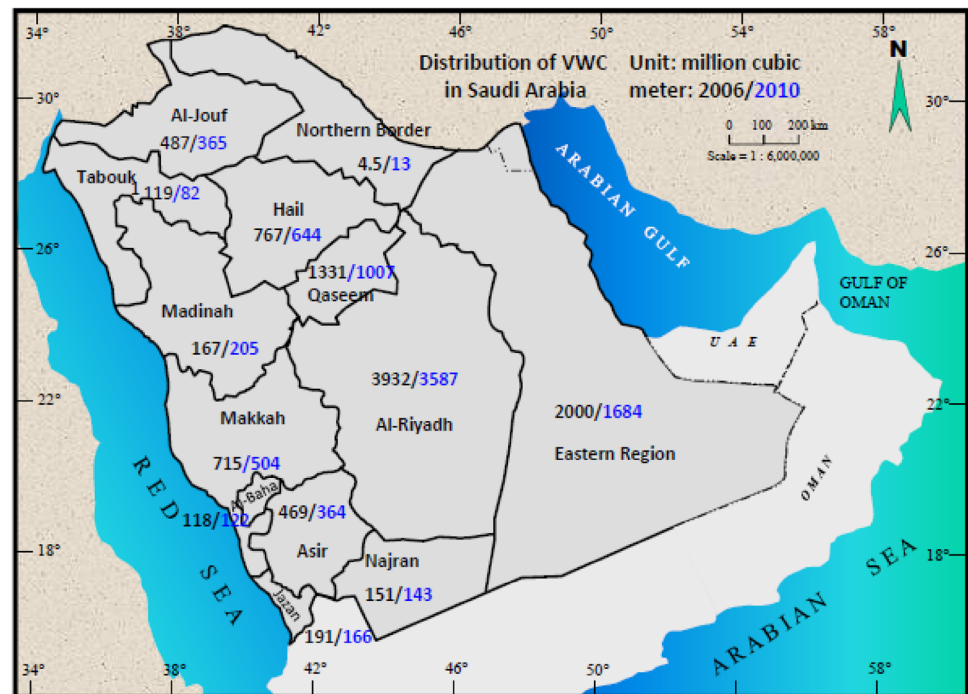 34° 38° 42° 46° 50° 54° 58°
Distribution of VWC
in Saudi Arabia
Unit: million cubic
meter: 2006/2010
N
0 100 200 km
Scale = 1 : 6,000,000
30° 30°
Al-Jouf
487/365
Northern Border
4.5/13
Tabouk
119/82
ARABIAN GULF
Hail
767/644
26° 26°
1331/1007
Qaseem
GULF OF
OMAN
Madinah
167/205
UAE
3932/3587
Al-Riyadh
22° 22°
Makkah
715/504
2000/1684
Eastern Region
OMAN
RED SEA
Al-Baha
118/122
469/364
Asir
18° 18°
Najran
151/143
Jazan
191/166
ARABIAN SEA
34° 38° 42° 46° 50° 58°